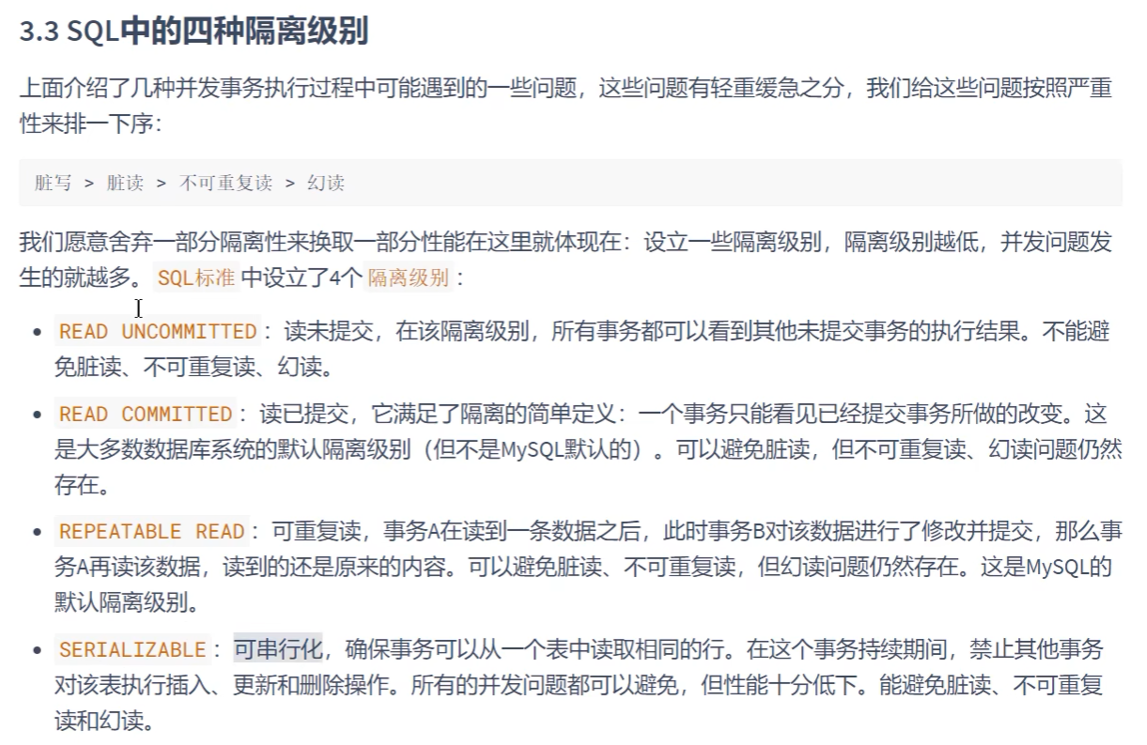 3.3 SQL中的四种隔离级别
上面介绍了几种并发事务执行过程中可能遇到的一些问题，这些问题有轻重缓急之分，我们给这些问题按照严重
性来排一下序：
脏写 > 脏读 > 不可重复读 > 幻读
我们愿意舍弃一部分隔离性来换取一部分性能在这里就体现在：设立一些隔离级别，隔离级别越低，并发问题发
生的就越多。 SQL标准 中设立了4个 隔离级别 ：
• READ UNCOMMITTED ：读未提交，在该隔离级别，所有事务都可以看到其他未提交事务的执行结果。不能避
免脏读、不可重复读、幻读。
• READ COMMITTED ：读已提交，它满足了隔离的简单定义：一个事务只能看见已经提交事务所做的改变。这
是大多数数据库系统的默认隔离级别（但不是MySQL默认的）。可以避免脏读，但不可重复读、幻读问题仍然
存在。
• REPEATABLE READ ：可重复读，事务A在读到一条数据之后，此时事务B对该数据进行了修改并提交，那么事
务A再读该数据，读到的还是原来的内容。可以避免脏读、不可重复读，但幻读问题仍然存在。这是MySQL的
默认隔离级别。
• SERIALIZABLE ：可串行化，确保事务可以从一个表中读取相同的行。在这个事务持续期间，禁止其他事务
对该表执行插入、更新和删除操作。所有的并发问题都可以避免，但性能十分低下。能避免脏读、不可重复
读和幻读。